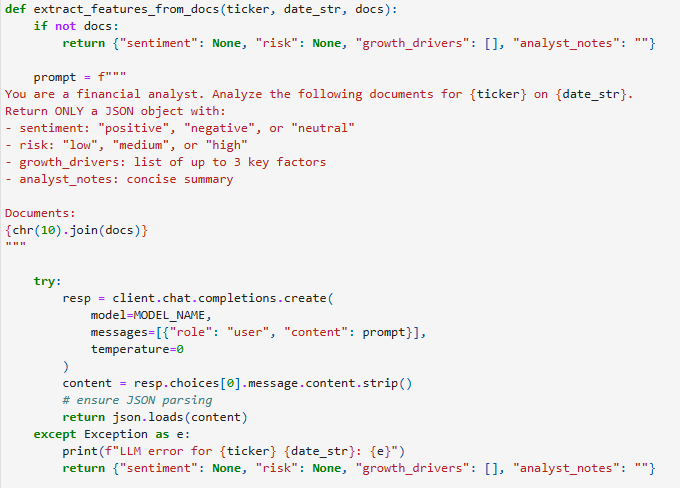 def extract_features_from_docs(ticker, date_str, docs):
    if not docs:
        return {"sentiment": None, "risk": None, "growth_drivers": [], "analyst_notes": ""}

    prompt = f"""
You are a financial analyst. Analyze the following documents for {ticker} on {date_str}.
Return ONLY a JSON object with:
- sentiment: "positive", "negative", or "neutral"
- risk: "low", "medium", or "high"
- growth_drivers: list of up to 3 key factors
- analyst_notes: concise summary

Documents:
{chr(10).join(docs)}
"""

    try:
        resp = client.chat.completions.create(
            model=MODEL_NAME,
            messages=[{"role": "user", "content": prompt}],
            temperature=0
        )
        content = resp.choices[0].message.content.strip()
        # ensure JSON parsing
        return json.loads(content)
    except Exception as e:
        print(f"LLM error for {ticker} {date_str}: {e}")
        return {"sentiment": None, "risk": None, "growth_drivers": [], "analyst_notes": ""}